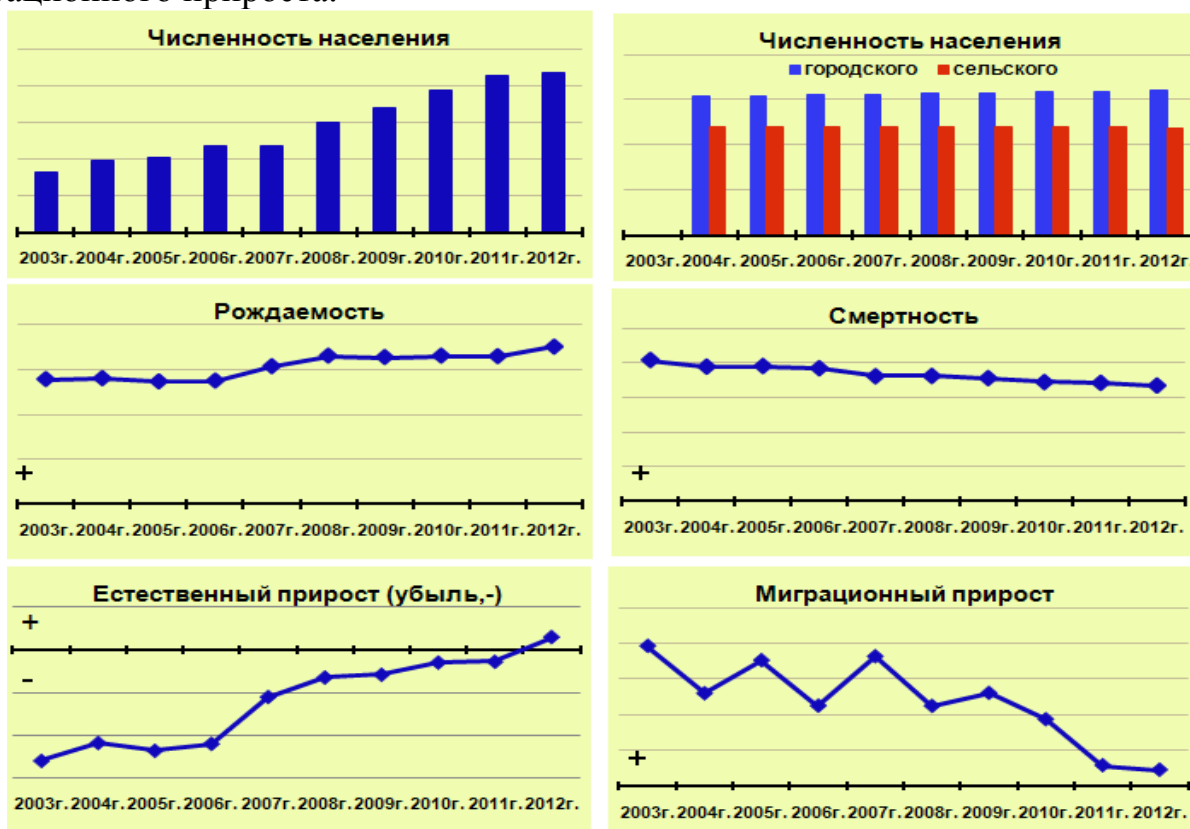 ационного прироста.
Численность населения
2003г. 2004г. 2005г. 2006г. 2007г. 2008г. 2009г. 2010г. 2011г. 2012г.
Численность населения
городского сельского
2003г. 2004г. 2005г. 2006г. 2007г. 2008г. 2009г. 2010г. 2011г. 2012г.
Рождаемость
+
2003г. 2004г. 2005г. 2006г. 2007г. 2008г. 2009г. 2010г. 2011г. 2012г.
Смертность
+
2003г. 2004г. 2005г. 2006г. 2007г. 2008г. 2009г. 2010г. 2011г. 2012г.
Естественный прирост (убыль,-)
+
-
2003г. 2004г. 2005г. 2006г. 2007г. 2008г. 2009г. 2010г. 2011г. 2012г.
Миграционный прирост
+
2003г. 2004г. 2005г. 2006г. 2007г. 2008г. 2009г. 2010г. 2011г. 2012г.